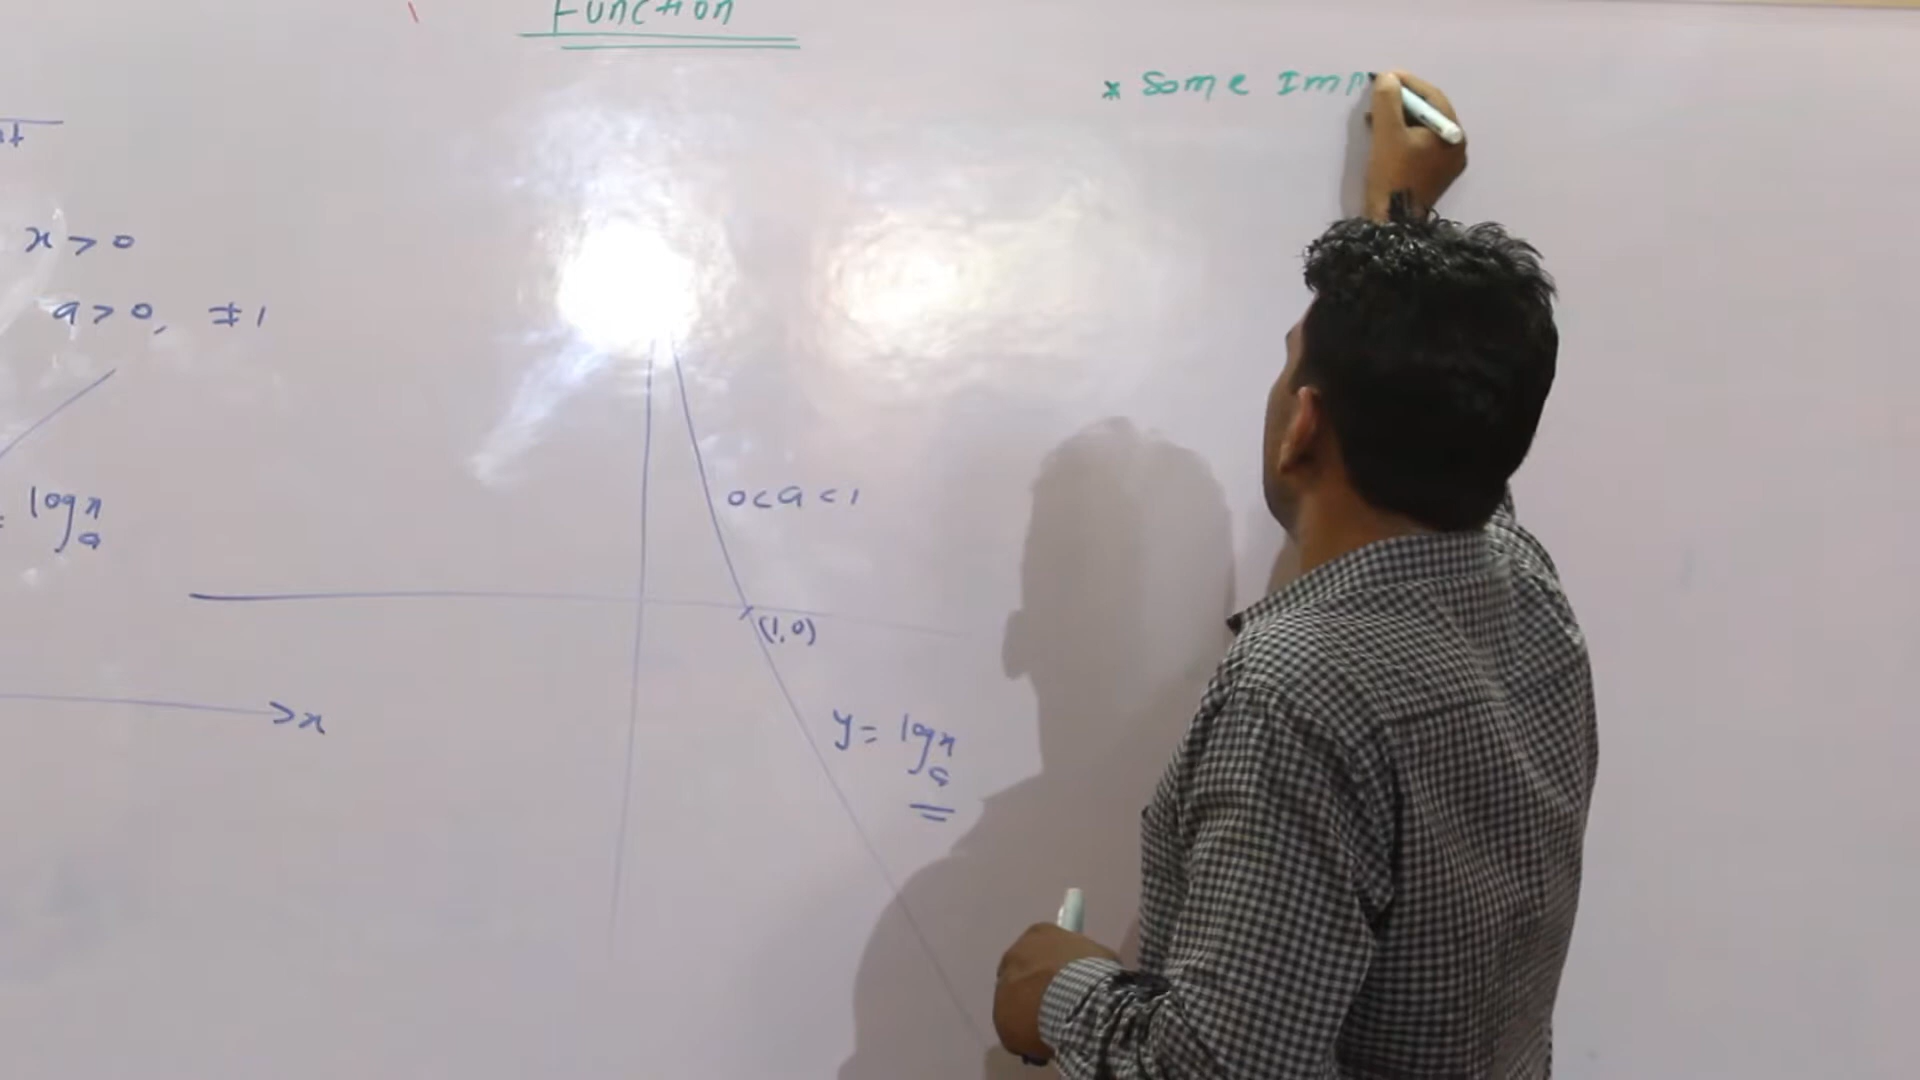 Function
x > 0
a > 0, ≠ 1
log x
a
> x
0 < a < 1
(1, 0)
y = log x
a
* Some Imp